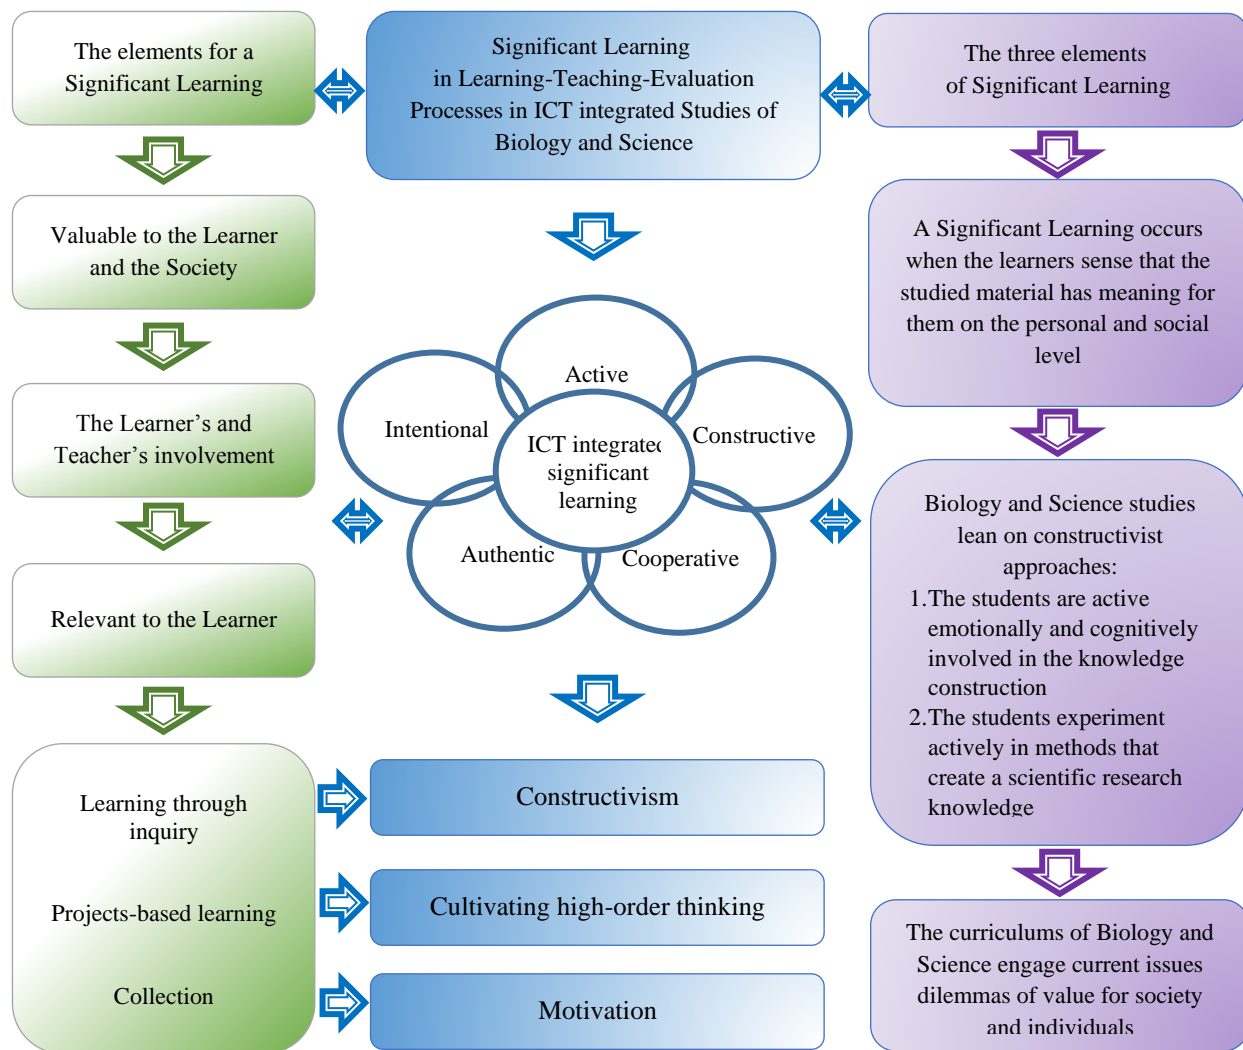 The elements for a
Significant Learning
Significant Learning
in Learning-Teaching-Evaluation
Processes in ICT integrated Studies of
Biology and Science
The three elements
of Significant Learning
Valuable to the Learner
and the Society
The Learner's and
Teacher's involvement
Relevant to the Learner
Learning through
inquiry
Projects-based learning
Collection
Active
Intentional
Constructive
ICT integrated
significant
learning
Authentic
Cooperative
Constructivism
Cultivating high-order thinking
Motivation
A Significant Learning occurs
when the learners sense that the
studied material has meaning for
them on the personal and social
level
Biology and Science studies
lean on constructivist
approaches:
1.The students are active
emotionally and cognitively
involved in the knowledge
construction
2.The students experiment
actively in methods that
create a scientific research
knowledge
The curriculums of Biology and
Science engage current issues
dilemmas of value for society
and individuals